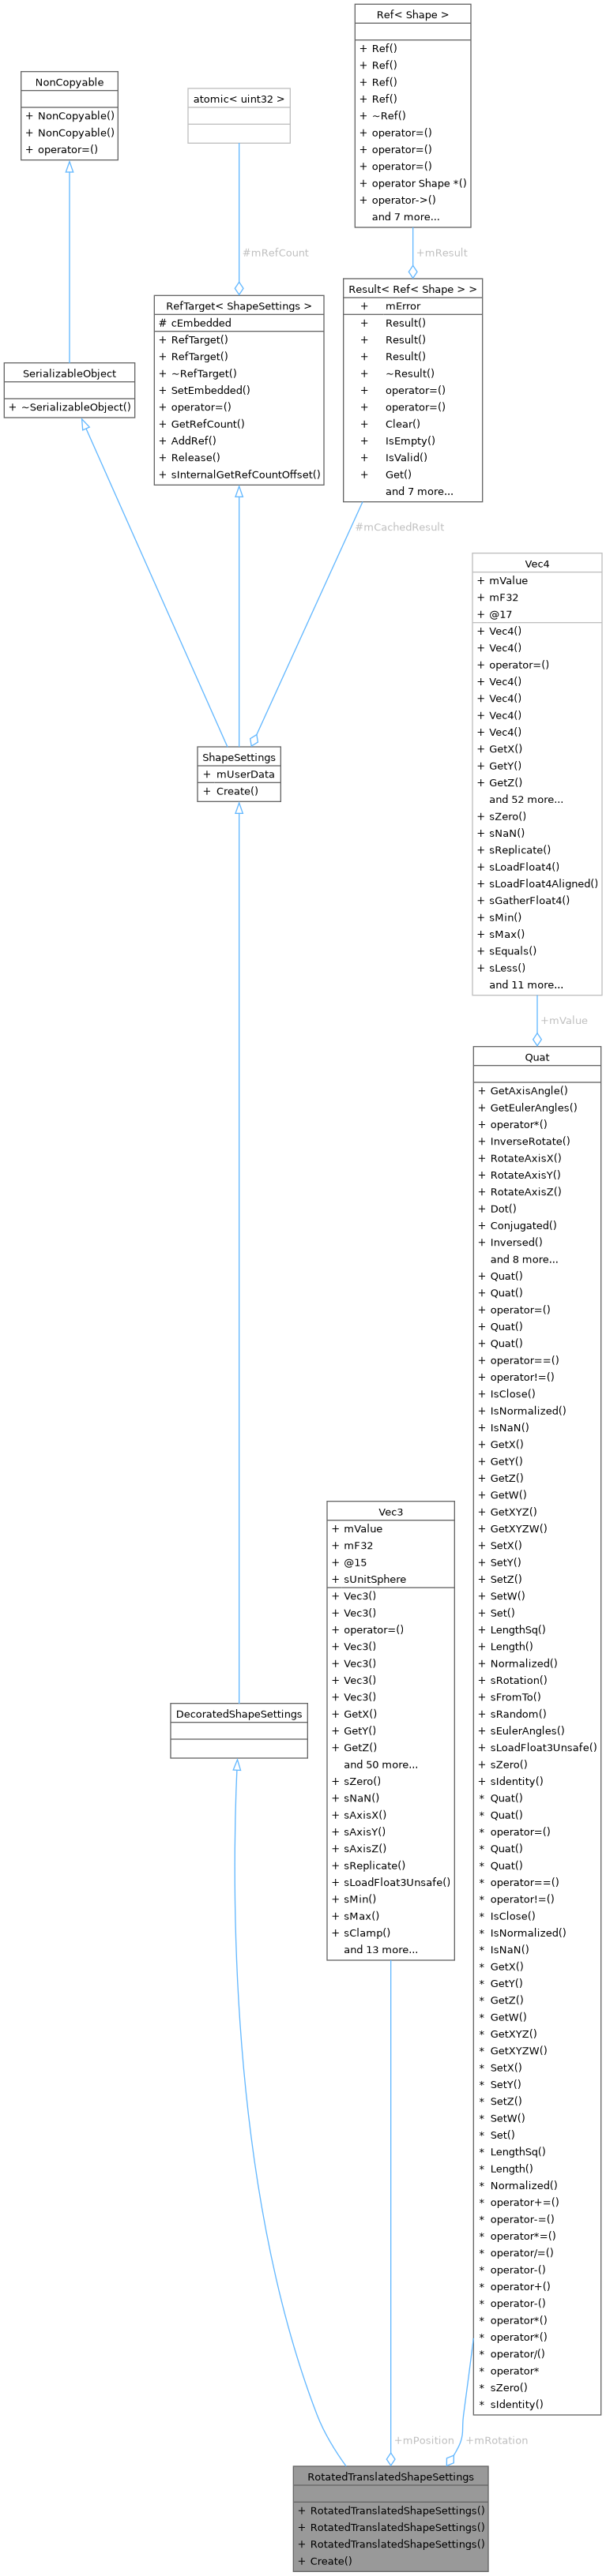 Ref< Shape >
+ Ref()
+ Ref()
+ Ref()
+ Ref()
+ ~Ref()
+ operator=()
+ operator=()
+ operator=()
+ operator Shape *()
+ operator->()
and 7 more...
NonCopyable
+ NonCopyable()
+ NonCopyable()
+ operator=()
atomic< uint32 >
#mRefCount
+mResult
RefTarget< ShapeSettings >
# cEmbedded
+ RefTarget()
+ RefTarget()
+ ~RefTarget()
+ SetEmbedded()
+ operator=()
+ GetRefCount()
+ AddRef()
+ Release()
+ sInternalGetRefCountOffset()
Result< Ref< Shape > >
+ mError
+ Result()
+ Result()
+ Result()
+ ~Result()
+ operator=()
+ operator=()
+ Clear()
+ IsEmpty()
+ IsValid()
+ Get()
and 7 more...
SerializableObject
+ ~SerializableObject()
#mCachedResult
Vec4
+ mValue
+ mF32
+ @17
+ Vec4()
+ Vec4()
+ operator=()
+ Vec4()
+ Vec4()
+ Vec4()
+ Vec4()
+ GetX()
+ GetY()
+ GetZ()
and 52 more...
+ sZero()
+ sNaN()
+ sReplicate()
+ sLoadFloat4()
+ sLoadFloat4Aligned()
+ sGatherFloat4()
+ sMin()
+ sMax()
+ sEquals()
+ sLess()
and 11 more...
ShapeSettings
+ mUserData
+ Create()
+mValue
Quat
+ GetAxisAngle()
+ GetEulerAngles()
+ operator*()
+ InverseRotate()
+ RotateAxisX()
+ RotateAxisY()
+ RotateAxisZ()
+ Dot()
+ Conjugated()
+ Inversed()
and 8 more...
+ Quat()
+ Quat()
+ operator=()
+ Quat()
+ Quat()
+ operator==()
+ operator!=()
+ IsClose()
+ IsNormalized()
+ IsNaN()
+ GetX()
+ GetY()
+ GetZ()
+ GetW()
+ GetXYZ()
+ GetXYZW()
+ SetX()
+ SetY()
+ SetZ()
+ SetW()
+ Set()
+ LengthSq()
+ Length()
+ Normalized()
+ sRotation()
+ sFromTo()
+ sRandom()
+ sEulerAngles()
+ sLoadFloat3Unsafe()
+ sZero()
+ sIdentity()
* Quat()
* Quat()
* operator=()
* Quat()
* Quat()
* operator==()
* operator!=()
* IsClose()
* IsNormalized()
* IsNaN()
* GetX()
* GetY()
* GetZ()
* GetW()
* GetXYZ()
* GetXYZW()
* SetX()
* SetY()
* SetZ()
* SetW()
* Set()
* LengthSq()
* Length()
* Normalized()
* operator+=()
* operator-=()
* operator*=()
* operator/=()
* operator-()
* operator+()
* operator-()
* operator*()
* operator*()
* operator/()
* operator*
* sZero()
* sIdentity()
Vec3
+ mValue
+ mF32
+ @15
+ sUnitSphere
+ Vec3()
+ Vec3()
+ operator=()
+ Vec3()
+ Vec3()
+ Vec3()
+ Vec3()
+ GetX()
+ GetY()
+ GetZ()
and 50 more...
+ sZero()
+ sNaN()
+ sAxisX()
+ sAxisY()
+ sAxisZ()
+ sReplicate()
+ sLoadFloat3Unsafe()
+ sMin()
+ sMax()
+ sClamp()
and 13 more...
DecoratedShapeSettings
+mPosition
+mRotation
RotatedTranslatedShapeSettings
+ RotatedTranslatedShapeSettings()
+ RotatedTranslatedShapeSettings()
+ RotatedTranslatedShapeSettings()
+ Create()